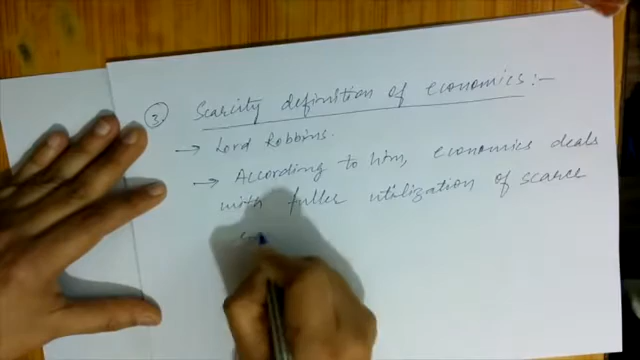 ③ Scarcity definition of economics :-
→ Lord Robbins.
→ According to him, economics deals
with fuller utilization of scarce